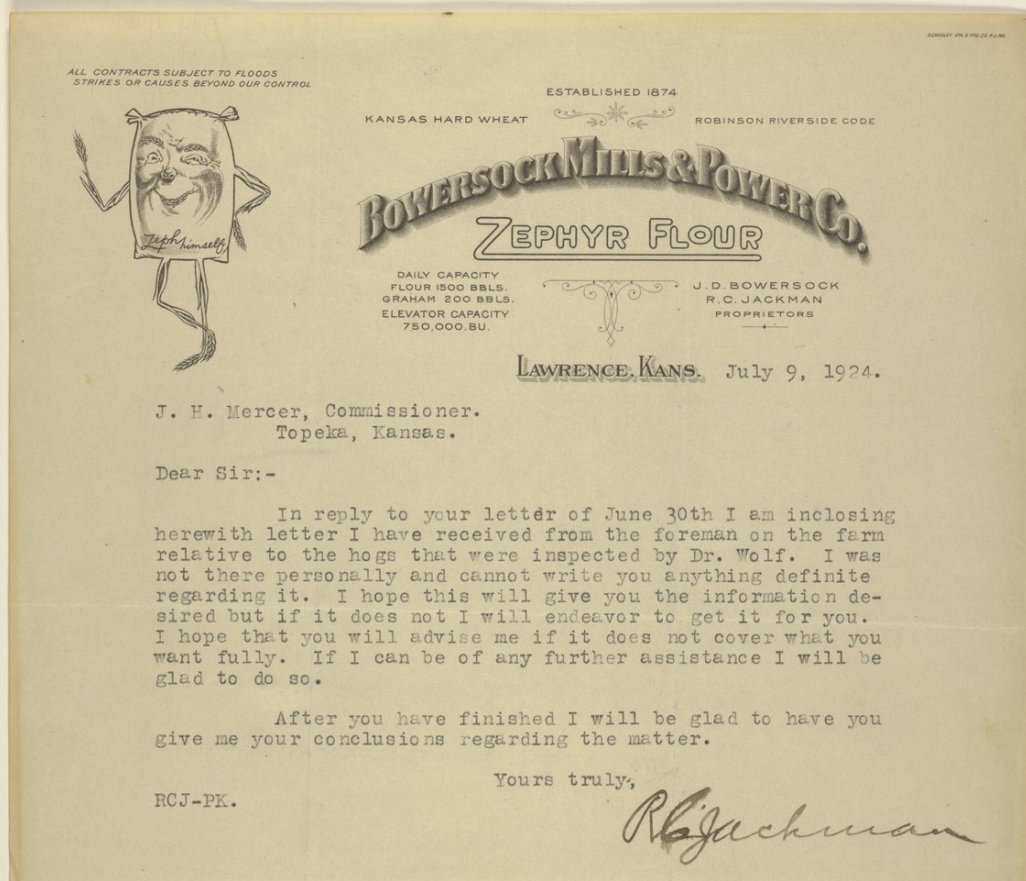 ALL CONTRACTS SUBJECT TO FLOODS
STRIKES OR CAUSES BEYOND OUR CONTROL
Zeph himself
ESTABLISHED 1874
KANSAS HARD WHEAT
ROBINSON RIVERSIDE CODE
BOWERSOCK MILLS & POWER CO.
ZEPHYR FLOUR
DAILY CAPACITY
FLOUR 1500 BBLS.
GRAHAM 200 BBLS.
ELEVATOR CAPACITY
750,000.BU.
J.D.BOWERSOCK
R.C.JACKMAN
PROPRIETORS
LAWRENCE, KANS. July 9, 1924.
J. H. Mercer, Commissioner.
Topeka, Kansas.
Dear Sir:-
In reply to your letter of June 30th I am inclosing
herewith letter I have received from the foreman on the farm
relative to the hogs that were inspected by Dr. Wolf. I was
not there personally and cannot write you anything definite
regarding it. I hope this will give you the information de-
sired but if it does not I will endeavor to get it for you.
I hope that you will advise me if it does not cover what you
want fully. If I can be of any further assistance I will be
glad to do so.
After you have finished I will be glad to have you
give me your conclusions regarding the matter.
Yours truly,
RCJ-PK.
R C Jackman